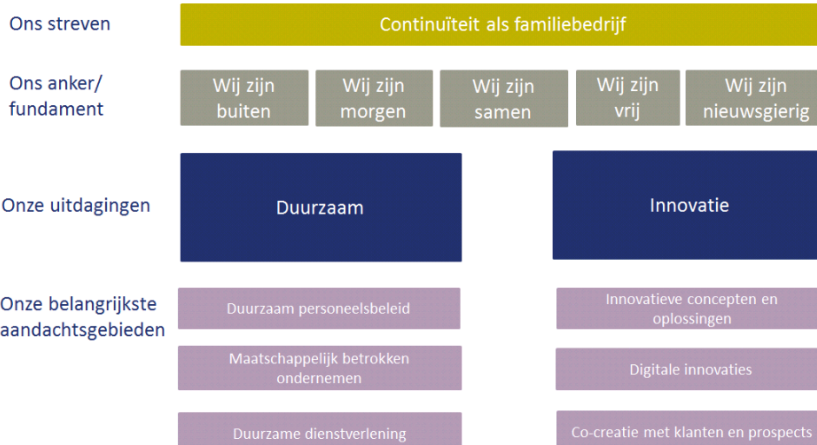 Ons streven
Continuïteit als familiebedrijf
Ons anker/
fundament
Wij zijn
buiten
Wij zijn
morgen
Wij zijn
samen
Wij zijn
vrij
Wij zijn
nieuwsgierig
Onze uitdagingen
Duurzaam
Innovatie
Onze belangrijkste
aandachtsgebieden
Duurzaam personeelsbeleid
Innovatieve concepten en
oplossingen
Maatschappelijk betrokken
ondernemen
Digitale innovaties
Duurzame dienstverlening
Co-creatie met klanten en prospects